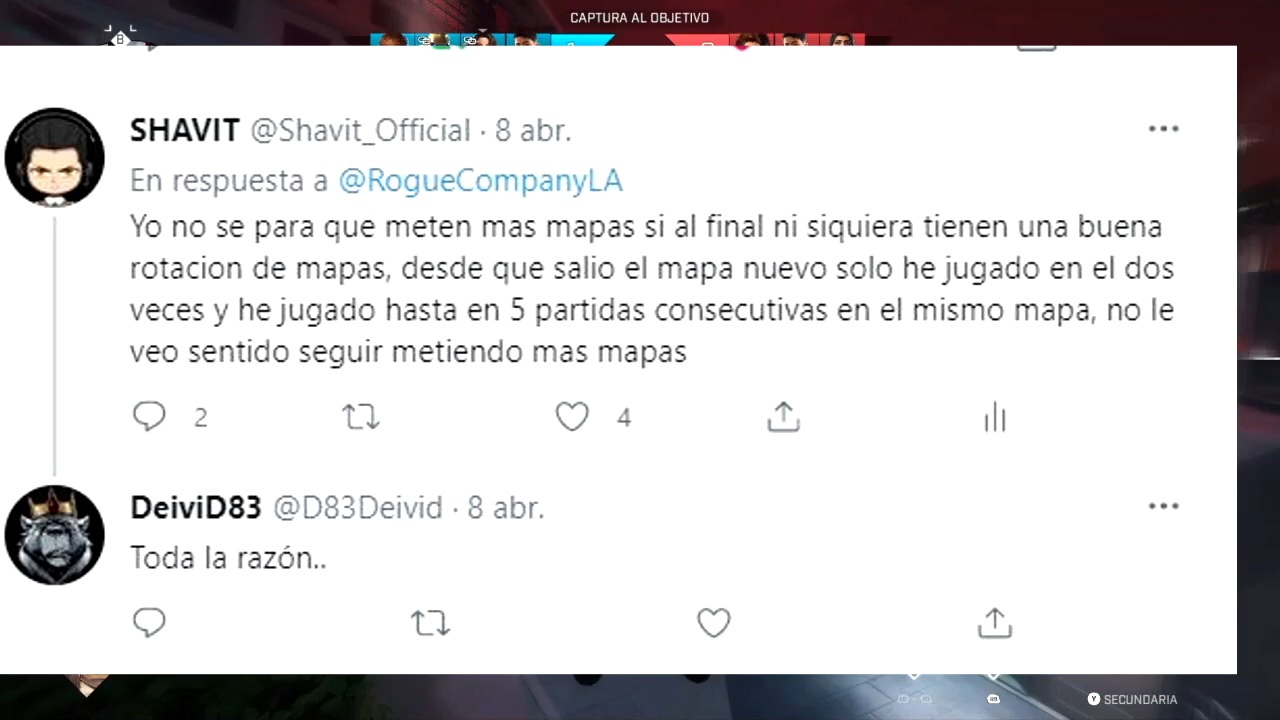 CAPTURA AL OBJETIVO
B
SHAVIT @Shavit_Official · 8 abr.
En respuesta a @RogueCompanyLA
Yo no se para que meten mas mapas si al final ni siquiera tienen una buena
rotacion de mapas, desde que salio el mapa nuevo solo he jugado en el dos
veces y he jugado hasta en 5 partidas consecutivas en el mismo mapa, no le
veo sentido seguir metiendo mas mapas
2 4
DeiviD83 @D83Deivid · 8 abr.
Toda la razón..
Y SECUNDARIA